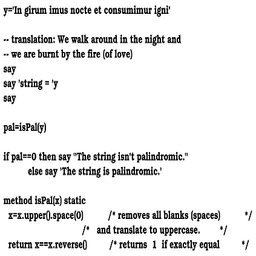 y='In girum imus nocte et consumimur igni'
-- translation: We walk around in the night and
-- we are burnt by the fire (of love)
say
say 'string = 'y
say
pal=isPal(y)
if pal==0 then say "The string isn't palindromic."
else say 'The string is palindromic.'
method isPal(x) static
x=x.upper().space(0) /* removes all blanks (spaces) */
/* and translate to uppercase. */
return x==x.reverse() /* returns 1 if exactly equal */